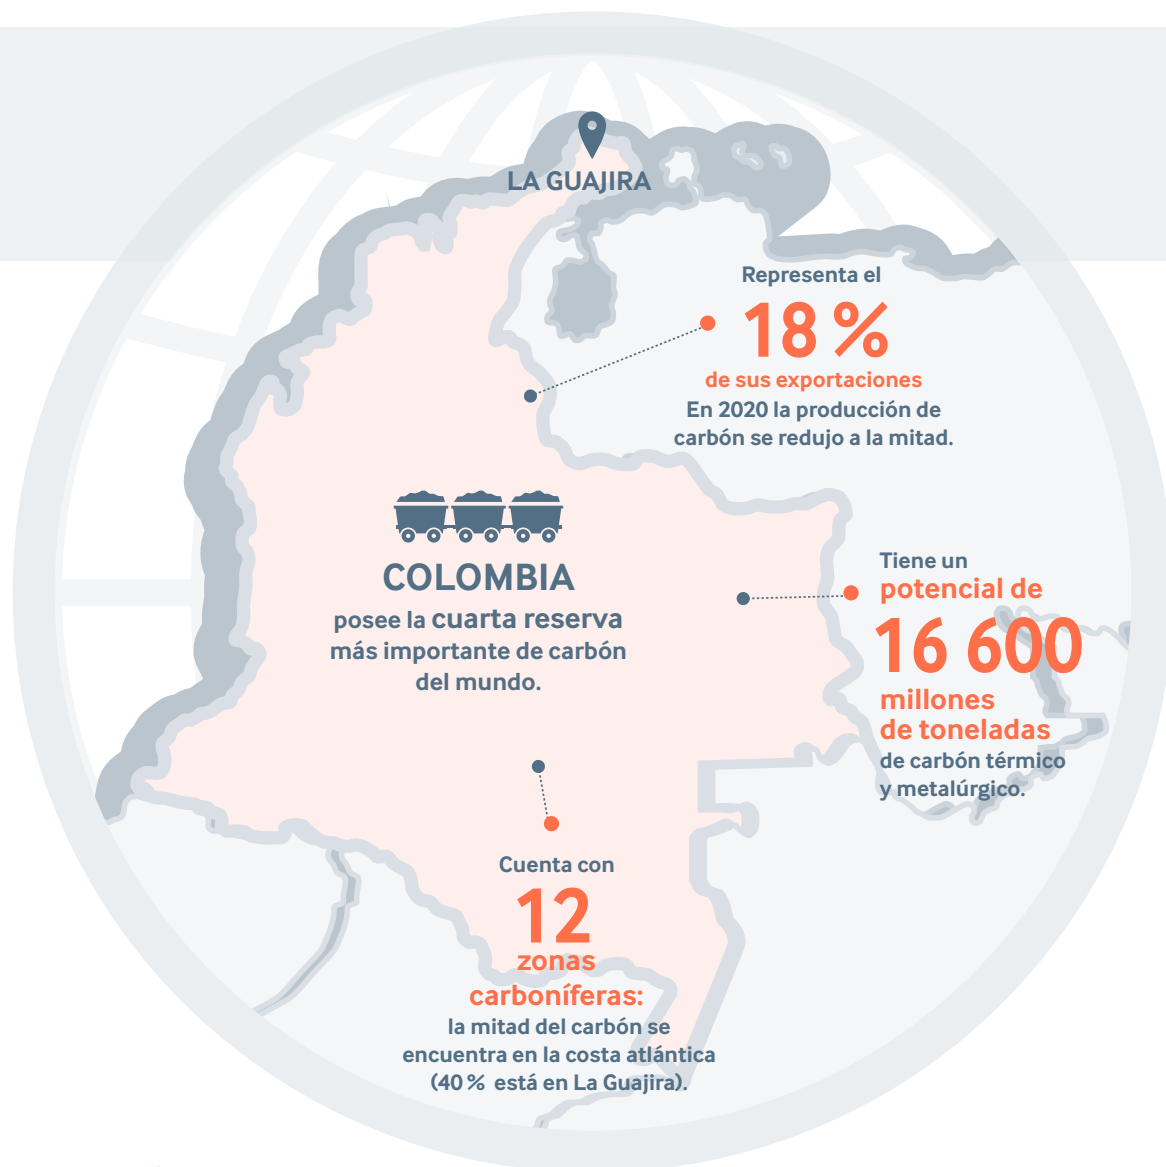 LA GUAJIRA
Representa el
18 %
de sus exportaciones
En 2020 la producción de
carbón se redujo a la mitad.
COLOMBIA
posee la cuarta reserva
más importante de carbón
del mundo.
Tiene un
potencial de
16 600
millones
de toneladas
de carbón térmico
y metalúrgico.
Cuenta con
12
zonas
carboníferas:
la mitad del carbón se
encuentra en la costa atlántica
(40 % está en La Guajira).